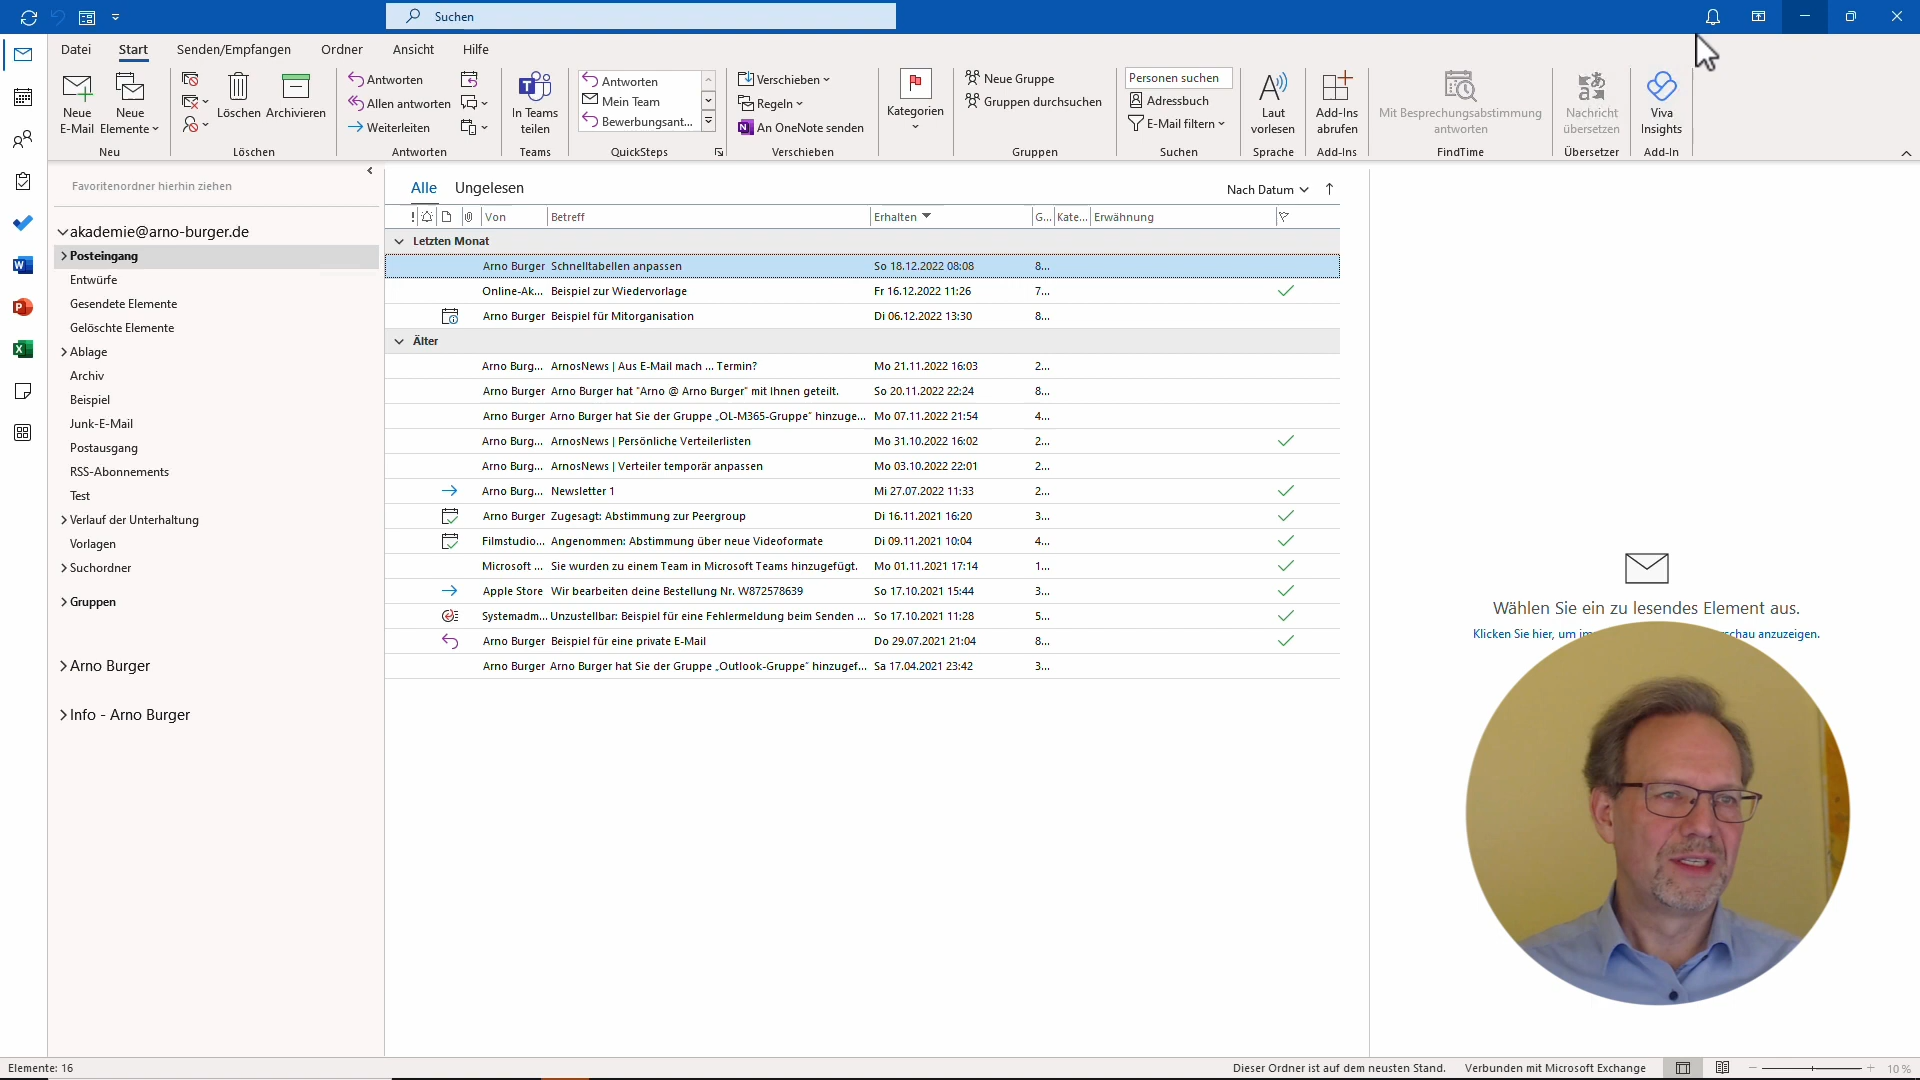 Suchen
Datei Start Senden/Empfangen Ordner Ansicht Hilfe
Neue E-Mail
Neue Elemente
Neu
Löschen
Archivieren
Löschen
Antworten
Allen antworten
Weiterleiten
Antworten
In Teams teilen
Teams
Antworten
Mein Team
Bewerbungsant...
QuickSteps
Verschieben
Regeln
An OneNote senden
Verschieben
Kategorien
Neue Gruppe
Gruppen durchsuchen
Gruppen
Personen suchen
Adressbuch
E-Mail filtern
Suchen
Laut vorlesen
Sprache
Add-Ins abrufen
Add-Ins
Mit Besprechungsabstimmung antworten
FindTime
Nachricht übersetzen
Übersetzer
Viva Insights
Add-In
Favoritenordner hierhin ziehen
akademie@arno-burger.de
Posteingang
Entwürfe
Gesendete Elemente
Gelöschte Elemente
Ablage
Archiv
Beispiel
Junk-E-Mail
Postausgang
RSS-Abonnements
Test
Verlauf der Unterhaltung
Vorlagen
Suchordner
Gruppen
Arno Burger
Info - Arno Burger
Alle Ungelesen Nach Datum
! Von Betreff Erhalten G... Kate... Erwähnung
Letzten Monat
Arno Burger Schnelltabellen anpassen So 18.12.2022 08:08 8...
Online-Ak... Beispiel zur Wiedervorlage Fr 16.12.2022 11:26 7...
Arno Burger Beispiel für Mitorganisation Di 06.12.2022 13:30 8...
Älter
Arno Burg... ArnosNews | Aus E-Mail mach ... Termin? Mo 21.11.2022 16:03 2...
Arno Burger Arno Burger hat "Arno @ Arno Burger" mit Ihnen geteilt. So 20.11.2022 22:24 8...
Arno Burger Arno Burger hat Sie der Gruppe „OL-M365-Gruppe" hinzuge... Mo 07.11.2022 21:54 4...
Arno Burg... ArnosNews | Persönliche Verteilerlisten Mo 31.10.2022 16:02 2...
Arno Burg... ArnosNews | Verteiler temporär anpassen Mo 03.10.2022 22:01 2...
Arno Burg... Newsletter 1 Mi 27.07.2022 11:33 2...
Arno Burger Zugesagt: Abstimmung zur Peergroup Di 16.11.2021 16:20 3...
Filmstudio... Angenommen: Abstimmung über neue Videoformate Di 09.11.2021 10:04 4...
Microsoft ... Sie wurden zu einem Team in Microsoft Teams hinzugefügt. Mo 01.11.2021 17:14 1...
Apple Store Wir bearbeiten deine Bestellung Nr. W872578639 So 17.10.2021 15:44 3...
Systemadm... Unzustellbar: Beispiel für eine Fehlermeldung beim Senden ... So 17.10.2021 11:28 5...
Arno Burger Beispiel für eine private E-Mail Do 29.07.2021 21:04 8...
Arno Burger Arno Burger hat Sie der Gruppe „Outlook-Gruppe" hinzugef... Sa 17.04.2021 23:42 3...
Wählen Sie ein zu lesendes Element aus.
Klicken Sie hier, um anzuzeigen.
Elemente: 16 Dieser Ordner ist auf dem neusten Stand. Verbunden mit Microsoft Exchange 10 %